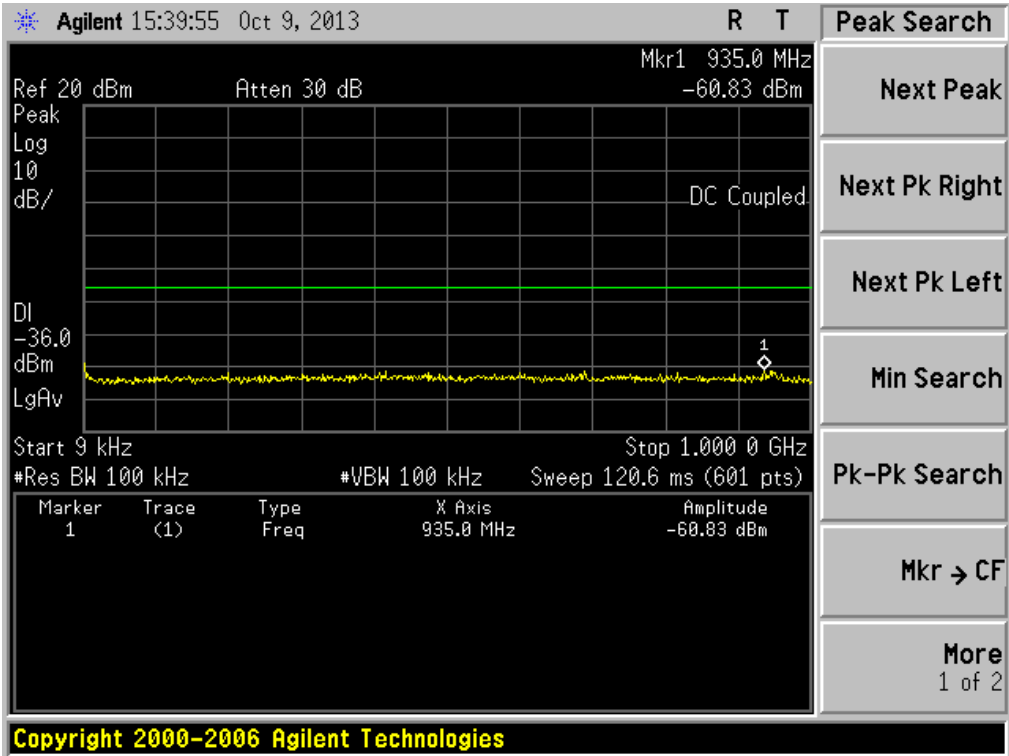 Agilent 15:39:55 Oct 9, 2013 R T
Mkr1 935.0 MHz
Ref 20 dBm Atten 30 dB -60.83 dBm
Peak
Log
10
dB/
DC Coupled
DI
-36.0
dBm
LgAv
1
Start 9 kHz Stop 1.000 0 GHz
#Res BW 100 kHz #VBW 100 kHz Sweep 120.6 ms (601 pts)
Marker Trace Type X Axis Amplitude
1 (1) Freq 935.0 MHz -60.83 dBm
Peak Search
Next Peak
Next Pk Right
Next Pk Left
Min Search
Pk-Pk Search
Mkr → CF
More
1 of 2
Copyright 2000-2006 Agilent Technologies